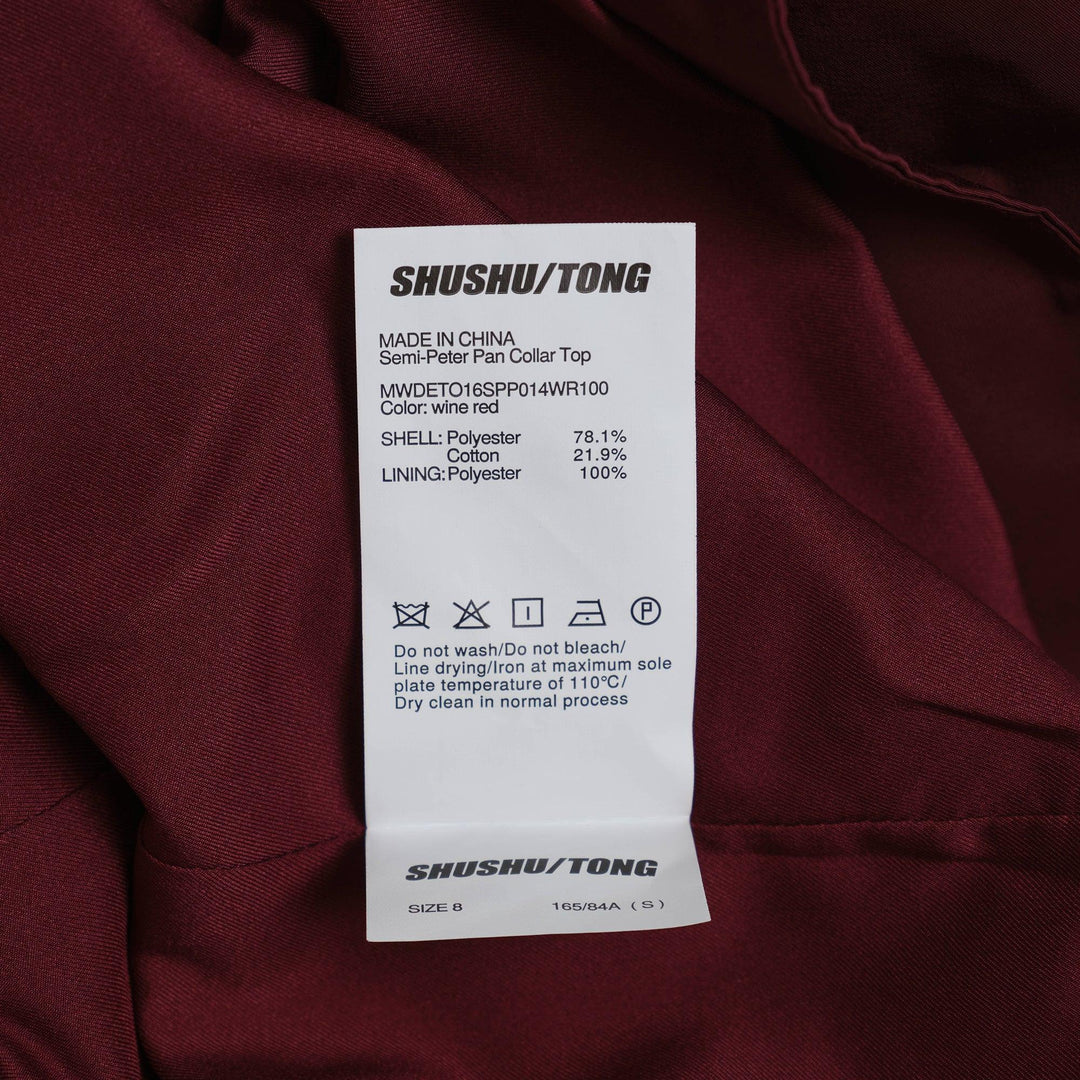 SHUSHU/TONG
MADE IN CHINA
Semi-Peter Pan Collar Top
MWDETO16SPP014WR100
Color: wine red
SHELL: Polyester 78.1%
Cotton 21.9%
LINING: Polyester 100%
P
Do not wash/Do not bleach/
Line drying/Iron at maximum sole
plate temperature of 110°C/
Dry clean in normal process
SHUSHU/TONG
SIZE 8 165/84A ( S )